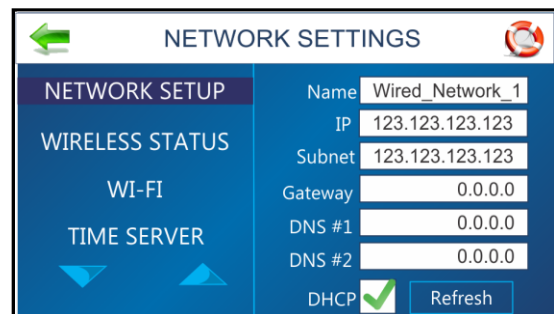 NETWORK SETTINGS
NETWORK SETUP
WIRELESS STATUS
WI-FI
TIME SERVER
Name Wired_Network_1
IP 123.123.123.123
Subnet 123.123.123.123
Gateway 0.0.0.0
DNS #1 0.0.0.0
DNS #2 0.0.0.0
DHCP Refresh